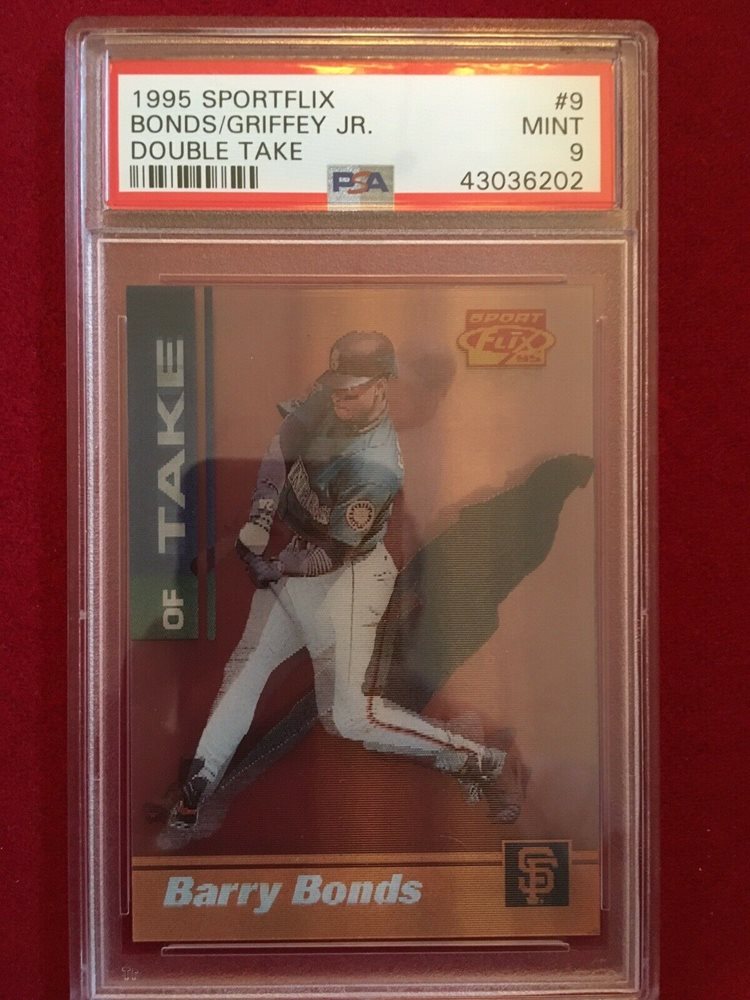 1995 SPORTFLIX #9
BONDS/GRIFFEY JR. MINT
DOUBLE TAKE 9
PSA 43036202
SPORT
FLIX
95
OF TAKE
Barry Bonds
SF